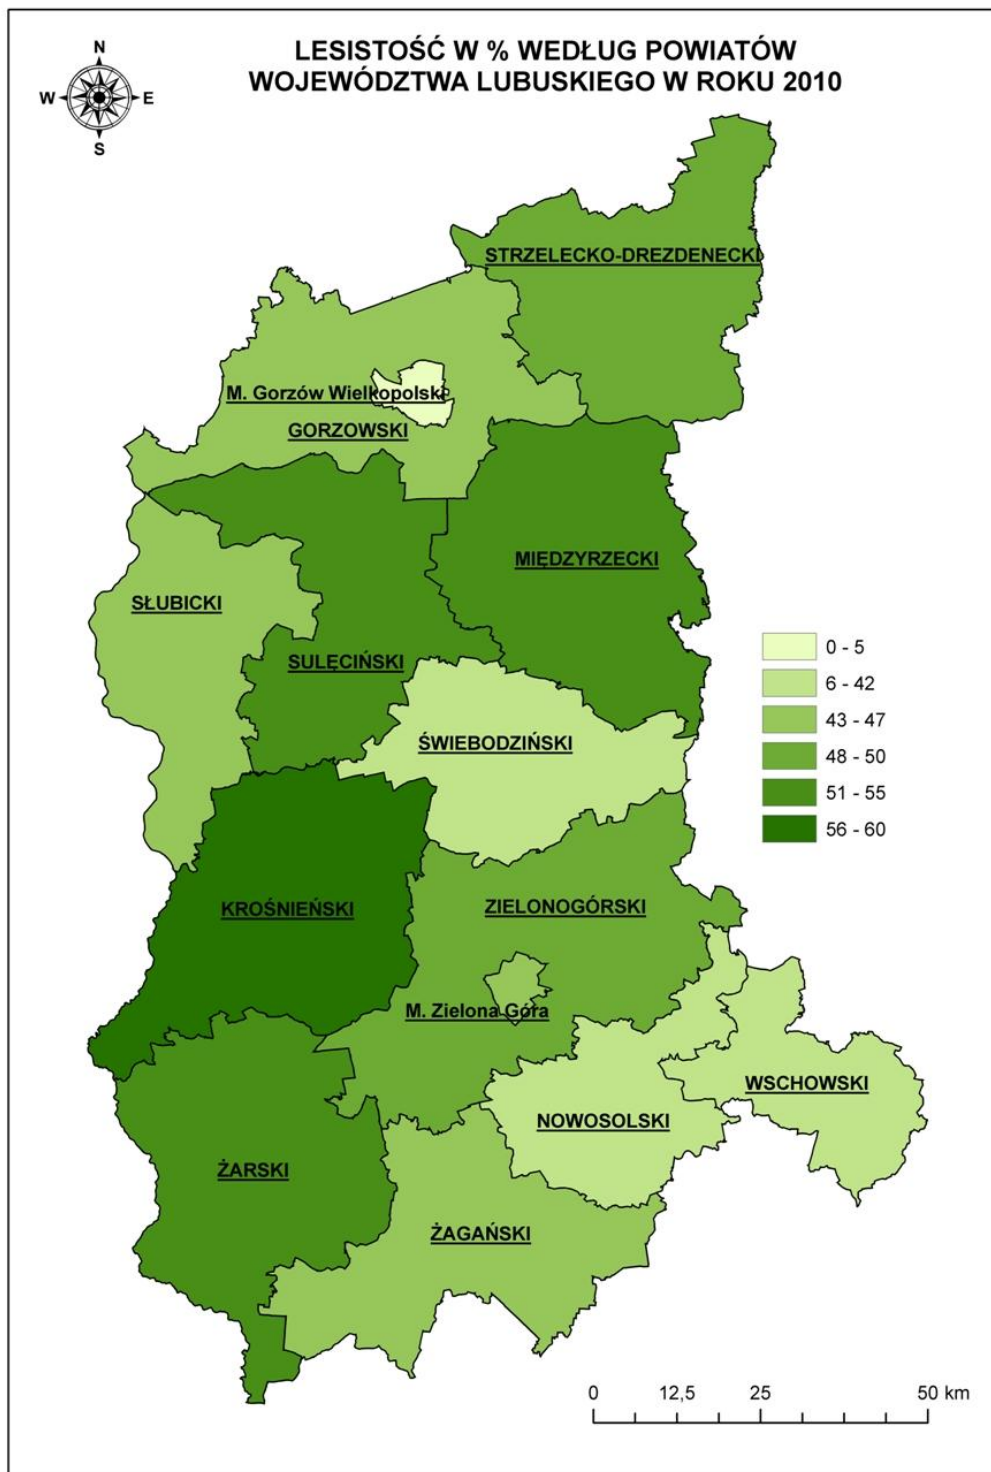 LESISTOŚĆ W % WEDŁUG POWIATÓW
WOJEWÓDZTWA LUBUSKIEGO W ROKU 2010
N
W E
S
STRZELECKO-DREZDENECKI
M. Gorzów Wielkopolski
GORZOWSKI
MIĘDZYRZECKI
SŁUBICKI
SULĘCIŃSKI
ŚWIEBODZIŃSKI
0 - 5
6 - 42
43 - 47
48 - 50
51 - 55
56 - 60
KROŚNIEŃSKI
ZIELONOGÓRSKI
M. Zielona Góra
WSCHOWSKI
NOWOSOLSKI
ŻARSKI
ŻAGAŃSKI
0 12,5 25 50 km